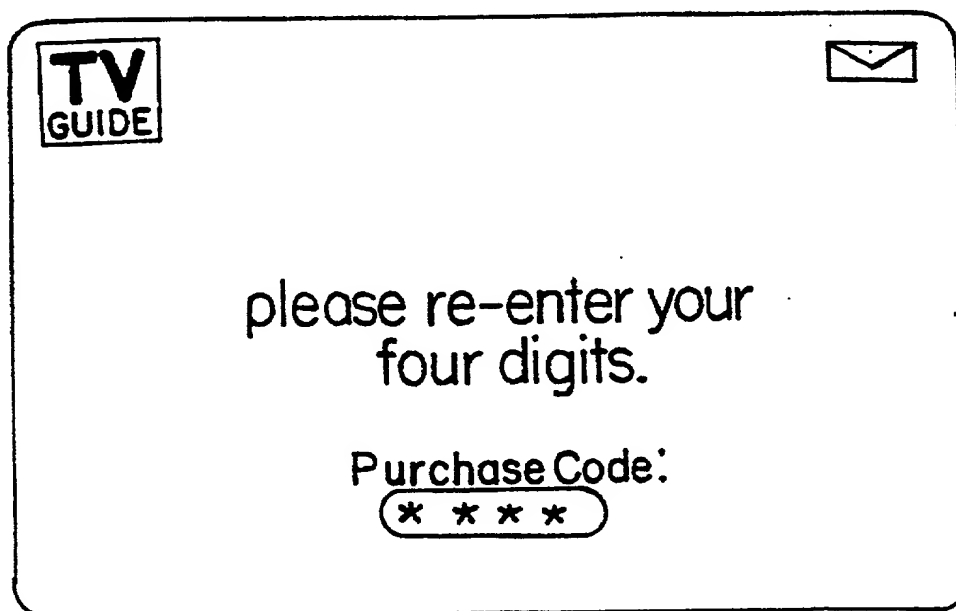 TV
GUIDE
please re-enter your
four digits.
Purchase Code:
* * * *